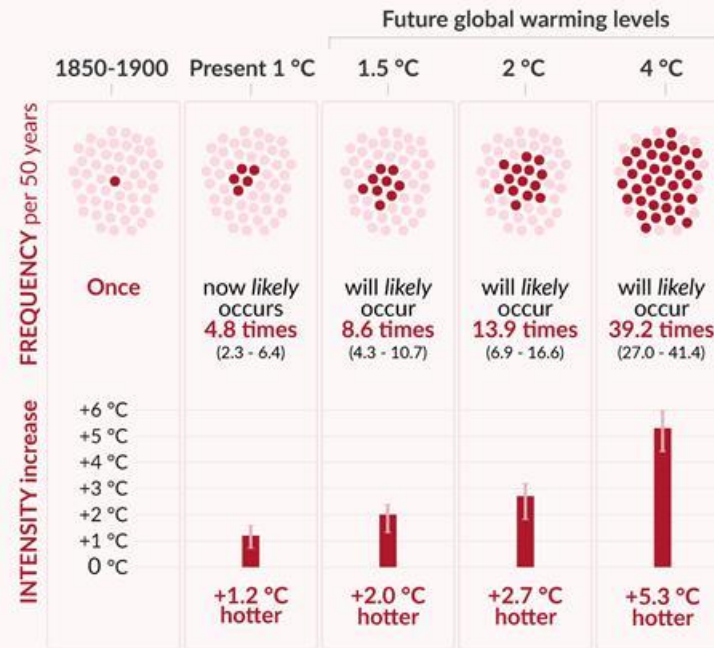 Future global warming levels
1850-1900
Present 1 °C
1.5 °C
2 °C
4 °C
FREQUENCY per 50 years
Once
now likely
occurs
4.8 times
(2.3 - 6.4)
will likely
occur
8.6 times
(4.3 - 10.7)
will likely
occur
13.9 times
(6.9 - 16.6)
will likely
occur
39.2 times
(27.0 - 41.4)
INTENSITY increase
+6 °C
+5 °C
+4 °C
+3 °C
+2 °C
+1 °C
0 °C
+1.2 °C
hotter
+2.0 °C
hotter
+2.7 °C
hotter
+5.3 °C
hotter